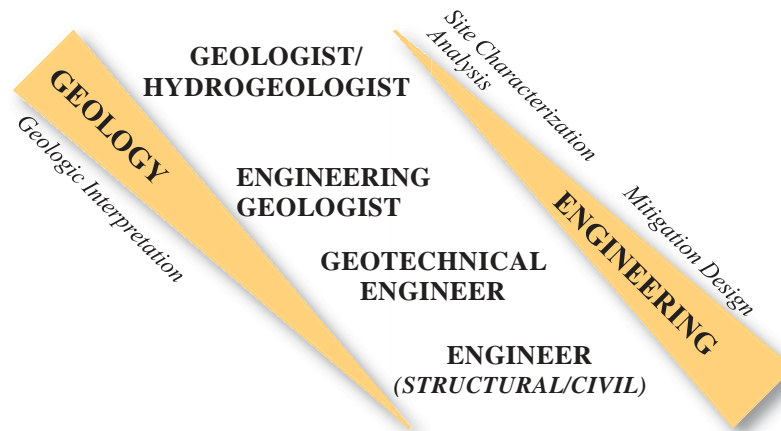 GEOLOGIST/
HYDROGEOLOGIST
GEOLOGY
Geologic Interpretation
Site Characterization
Analysis
ENGINEERING
GEOLOGIST
ENGINEERING
Mitigation Design
GEOTECHNICAL
ENGINEER
ENGINEER
(STRUCTURAL/CIVIL)